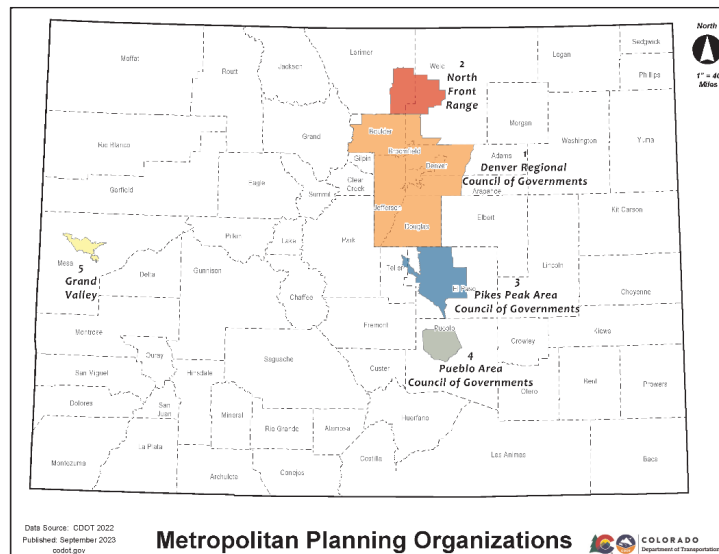 North
1" = 40
Miles
Moffat
Routt
Jackson
Larimer
Weld
Logan
Sedgwick
Phillips
2
North
Front
Range
Morgan
Washington
Yuma
Rio Blanco
Grand
Boulder
Broomfield
Gilpin
Denver
Adams
1
Denver Regional
Council of Governments
Clear
Creek
Arapahoe
Garfield
Eagle
Summit
Jefferson
Douglas
Elbert
Kit Carson
Pitkin
Lake
Park
Lincoln
Mesa
5
Grand
Valley
Delta
Gunnison
Chaffee
Teller
El Paso
3
Pikes Peak Area
Council of Governments
Cheyenne
Montrose
Fremont
Pueblo
Crowley
Kiowa
4
Pueblo Area
Council of Governments
Ouray
San Miguel
Hinsdale
Saguache
Custer
Otero
Bent
Prowers
Dolores
San
Juan
Mineral
Rio Grande
Alamosa
Huerfano
La Plata
Montezuma
Archuleta
Conejos
Costilla
Las Animas
Baca
Data Source: CDOT 2022
Published: September 2023
codot.gov
Metropolitan Planning Organizations
COLORADO
Department of Transportation